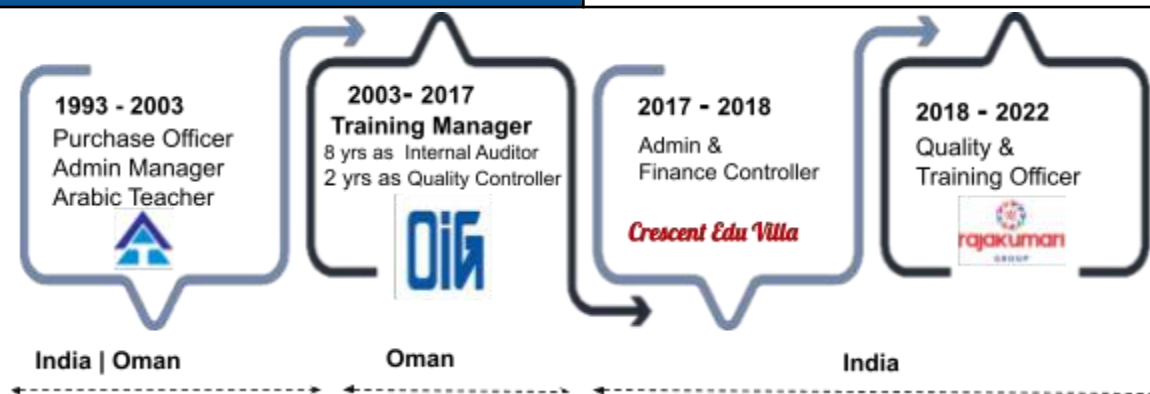 1993 - 2003
Purchase Officer
Admin Manager
Arabic Teacher
2003- 2017
Training Manager
8 yrs as Internal Auditor
2 yrs as Quality Controller
OiG
2017 - 2018
Admin &
Finance Controller
Crescent Edu Villa
2018 - 2022
Quality &
Training Officer
rajakumari
GROUP
India | Oman
Oman
India